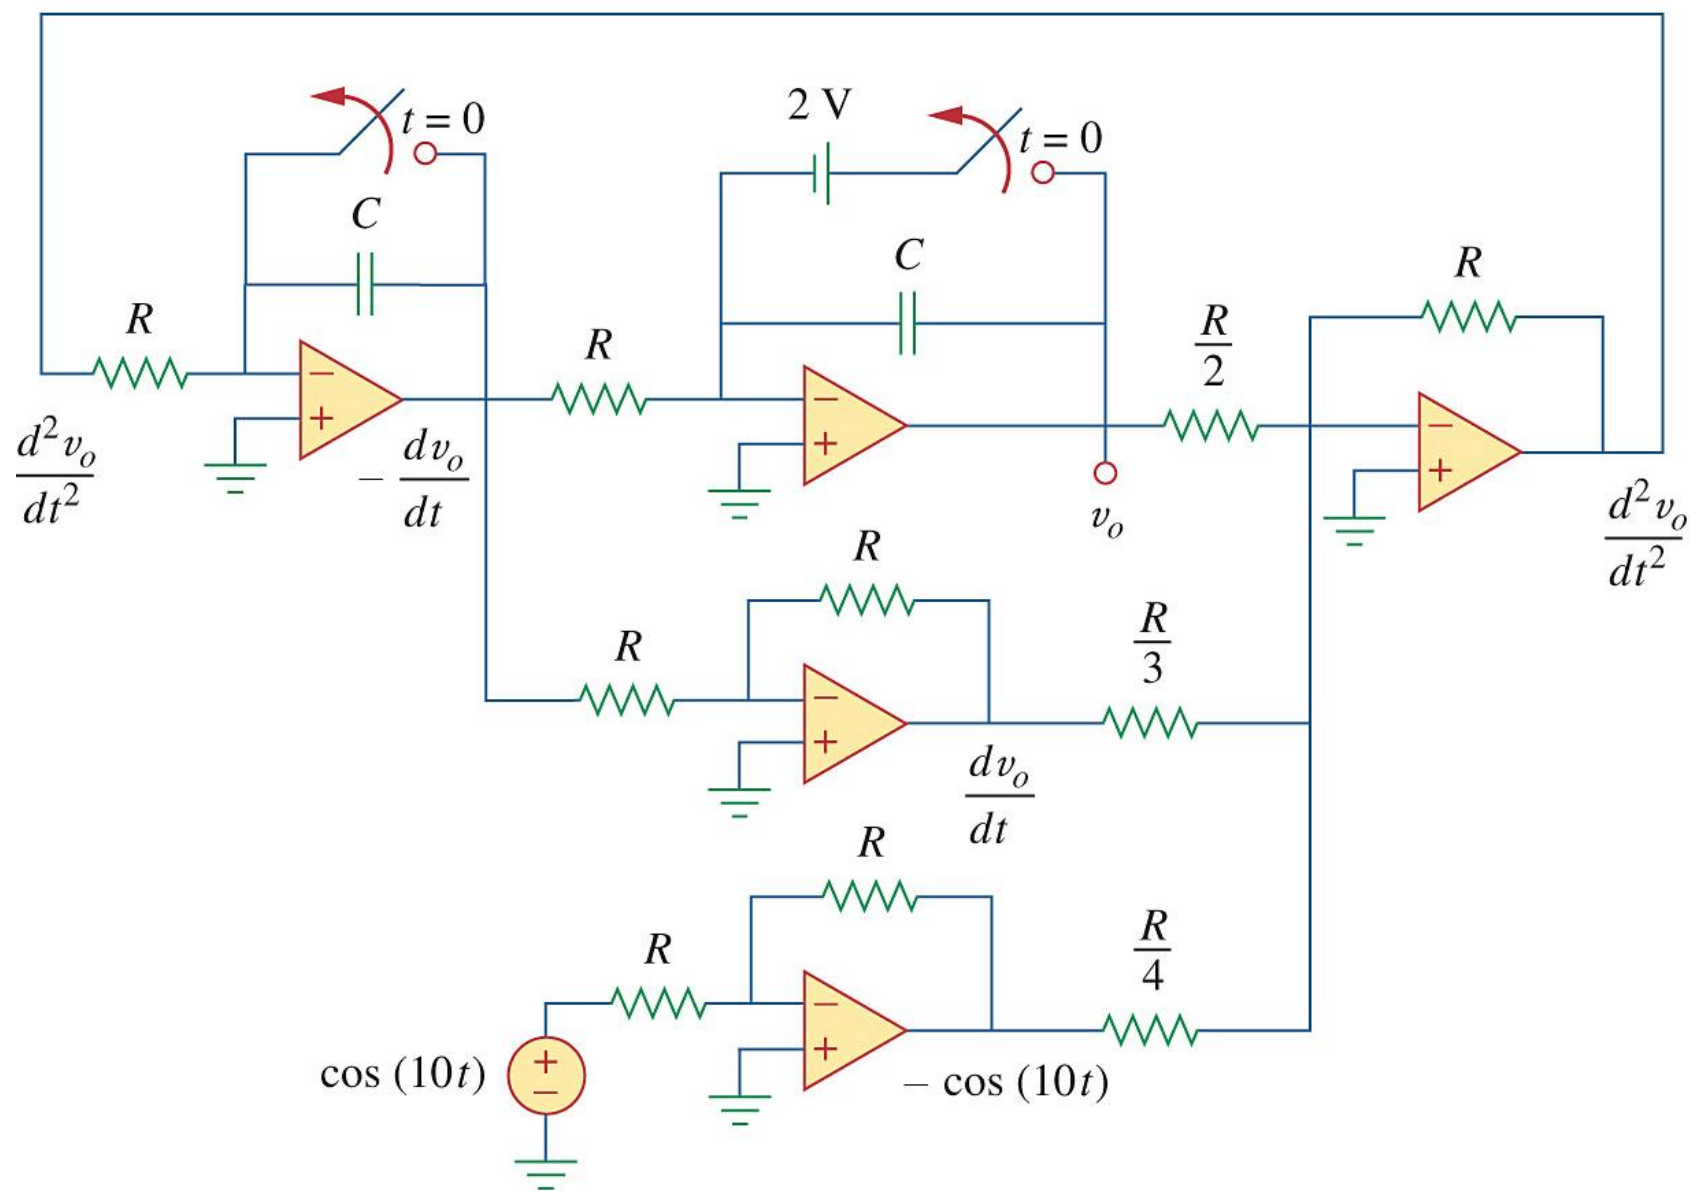 2 V
t = 0
t = 0
C
C
R
R
R
R/2
R
− +
− +
− +
d²vₒ/dt²
− dvₒ/dt
vₒ
d²vₒ/dt²
R
R
R/3
− +
dvₒ/dt
R
R
R/4
− +
cos (10t)
+ −
− cos (10t)